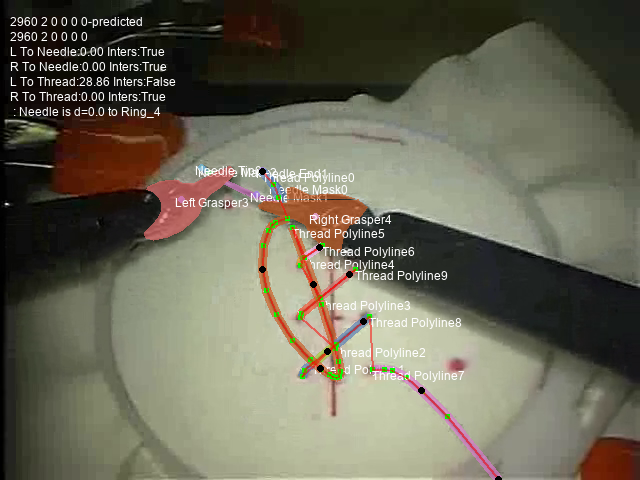 2960 2 0 0 0 0-predicted
2960 2 0 0 0 0
L To Needle:0.00 Inters:True
R To Needle:0.00 Inters:True
L To Thread:28.86 Inters:False
R To Thread:0.00 Inters:True
: Needle is d=0.0 to Ring_4
Thread Polyline0
Needle Mask0
Needle Mask1
Left Grasper3
Right Grasper4
Thread Polyline5
Thread Polyline6
Thread Polyline4
Thread Polyline9
Thread Polyline3
Thread Polyline8
Thread Polyline2
Thread Polyline7